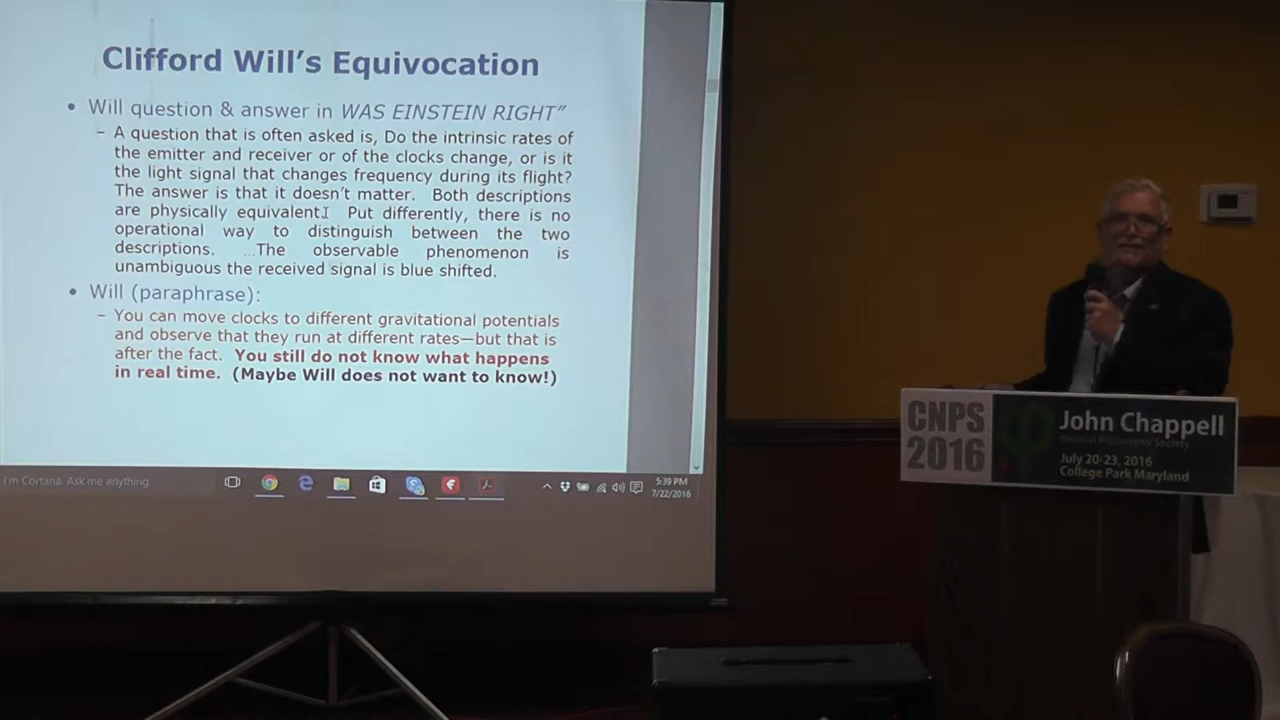 Clifford Will's Equivocation
• Will question & answer in WAS EINSTEIN RIGHT"
– A question that is often asked is, Do the intrinsic rates of
the emitter and receiver or of the clocks change, or is it
the light signal that changes frequency during its flight?
The answer is that it doesn't matter. Both descriptions
are physically equivalent. Put differently, there is no
operational way to distinguish between the two
descriptions. ...The observable phenomenon is
unambiguous the received signal is blue shifted.
• Will (paraphrase):
– You can move clocks to different gravitational potentials
and observe that they run at different rates—but that is
after the fact. You still do not know what happens
in real time. (Maybe Will does not want to know!)
I'm Cortana. Ask me anything
5:39 PM
7/22/2016
CNPS
2016
John Chappell
Natural Philosophy Society
July 20-23, 2016
College Park Maryland